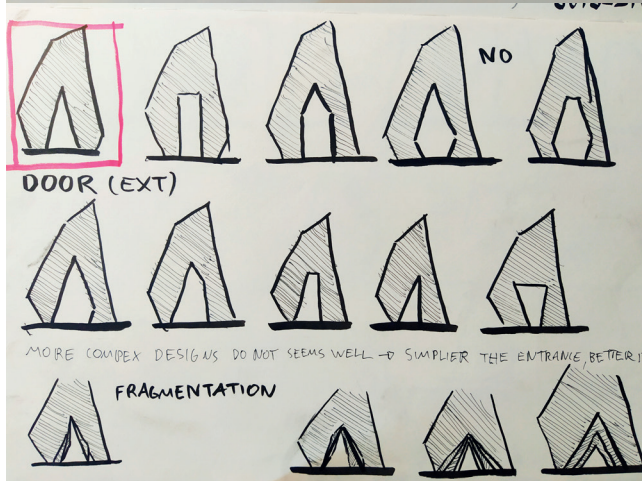 NO
DOOR (EXT)
MORE COMPEX DESIGNS DO NOT SEEMS WELL → SIMPLIER THE ENTRANCE, BETTER I
FRAGMENTATION